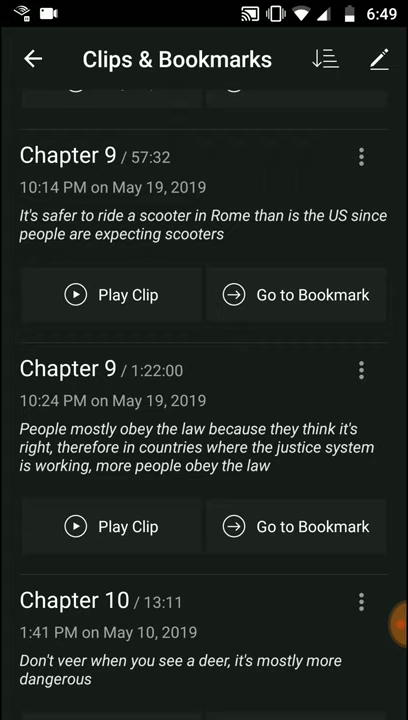 6:49
Clips & Bookmarks
Chapter 9 / 57:32
10:14 PM on May 19, 2019
It's safer to ride a scooter in Rome than is the US since
people are expecting scooters
Play Clip
Go to Bookmark
Chapter 9 / 1:22:00
10:24 PM on May 19, 2019
People mostly obey the law because they think it's
right, therefore in countries where the justice system
is working, more people obey the law
Play Clip
Go to Bookmark
Chapter 10 / 13:11
1:41 PM on May 10, 2019
Don't veer when you see a deer, it's mostly more
dangerous